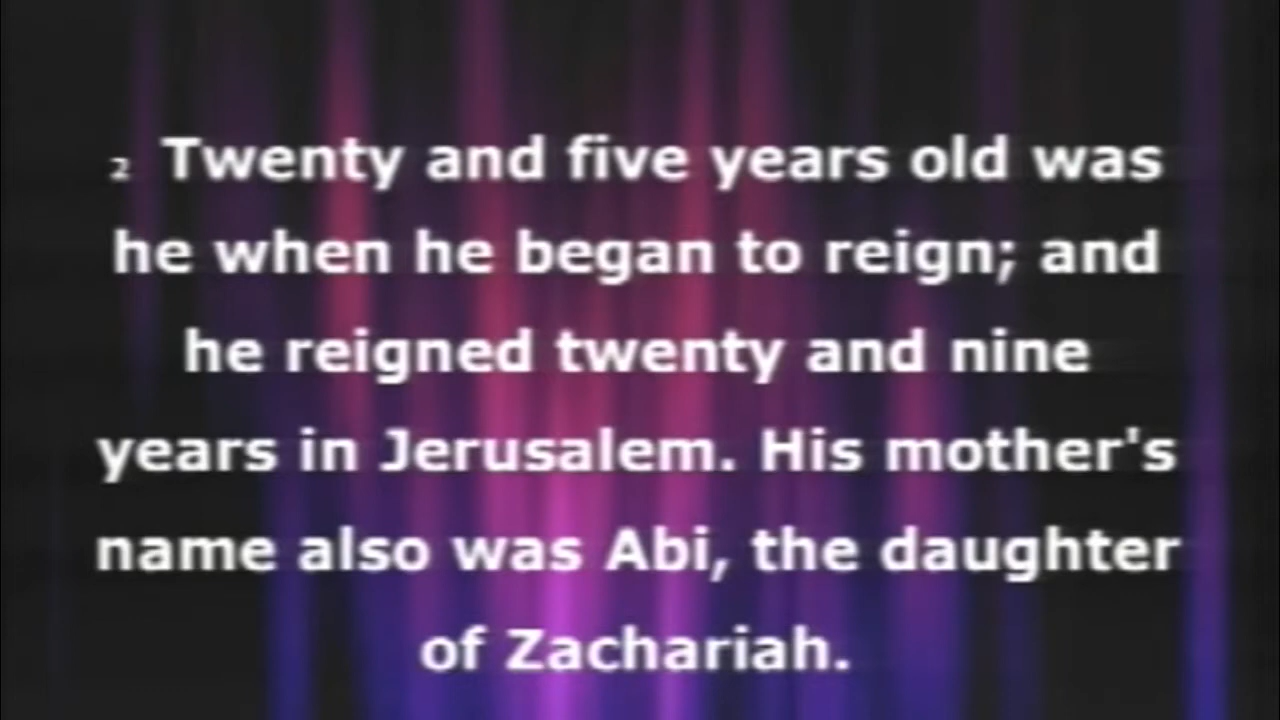 2 Twenty and five years old was
he when he began to reign; and
he reigned twenty and nine
years in Jerusalem. His mother's
name also was Abi, the daughter
of Zachariah.